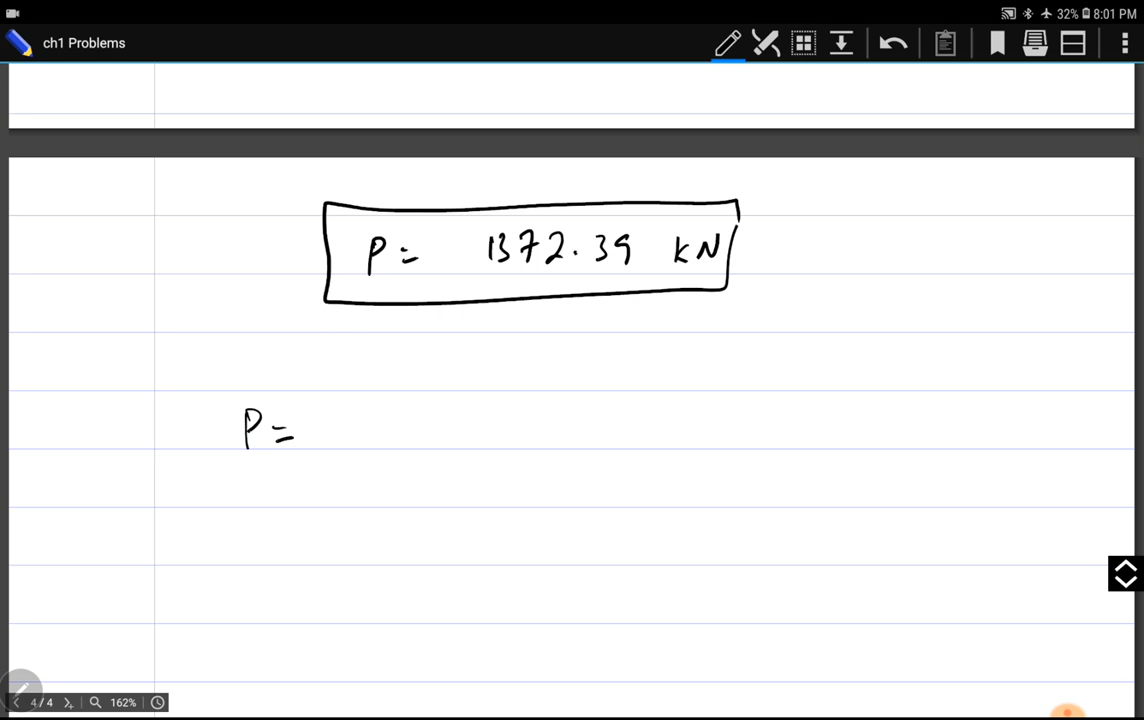 32% 8:01 PM
ch1 Problems
P= 1372.39 kN
P=
4/4 162%